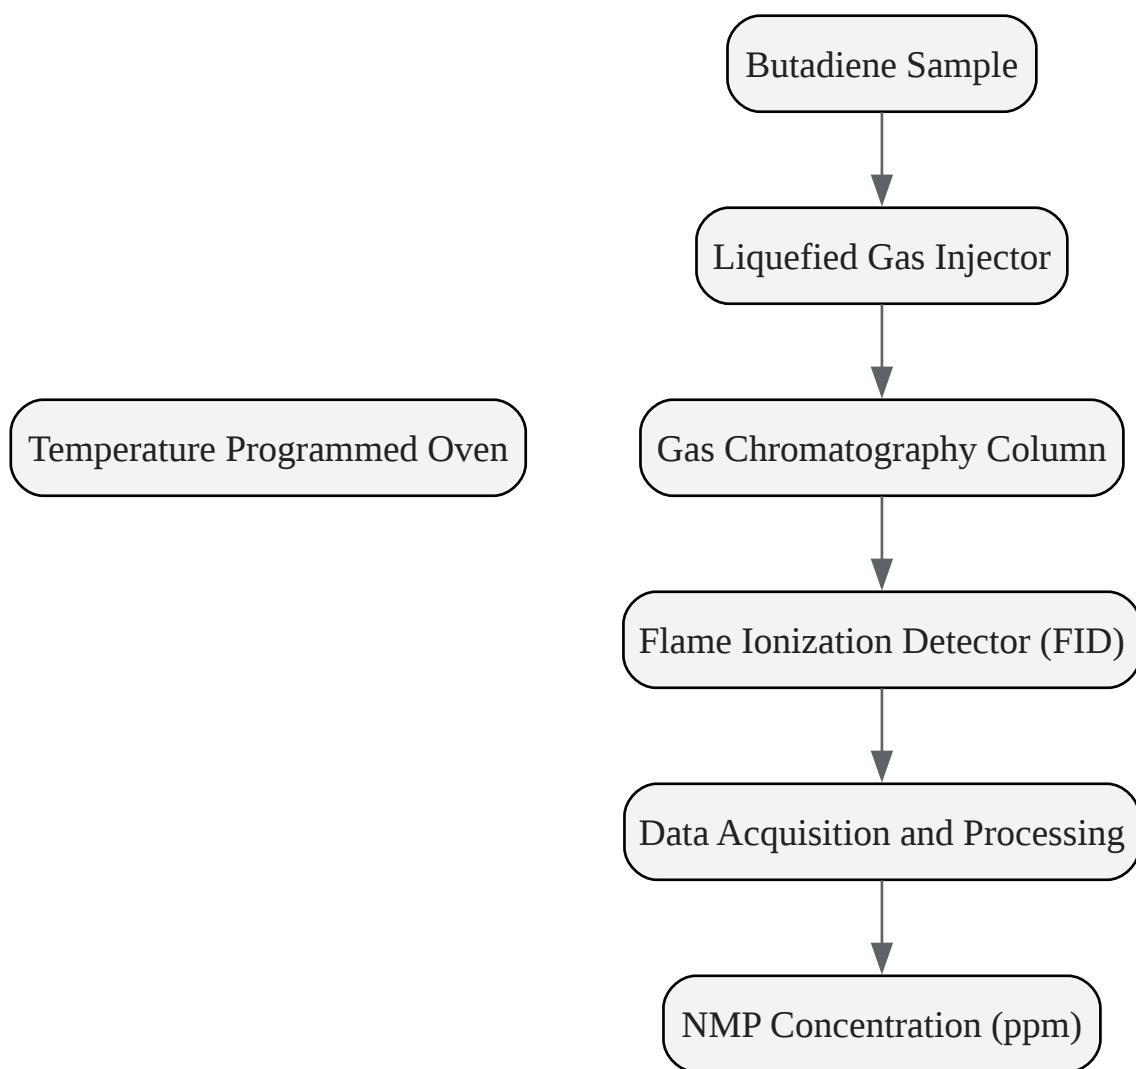 Butadiene Sample
Liquefied Gas Injector
Temperature Programmed Oven
Gas Chromatography Column
Flame Ionization Detector (FID)
Data Acquisition and Processing
NMP Concentration (ppm)